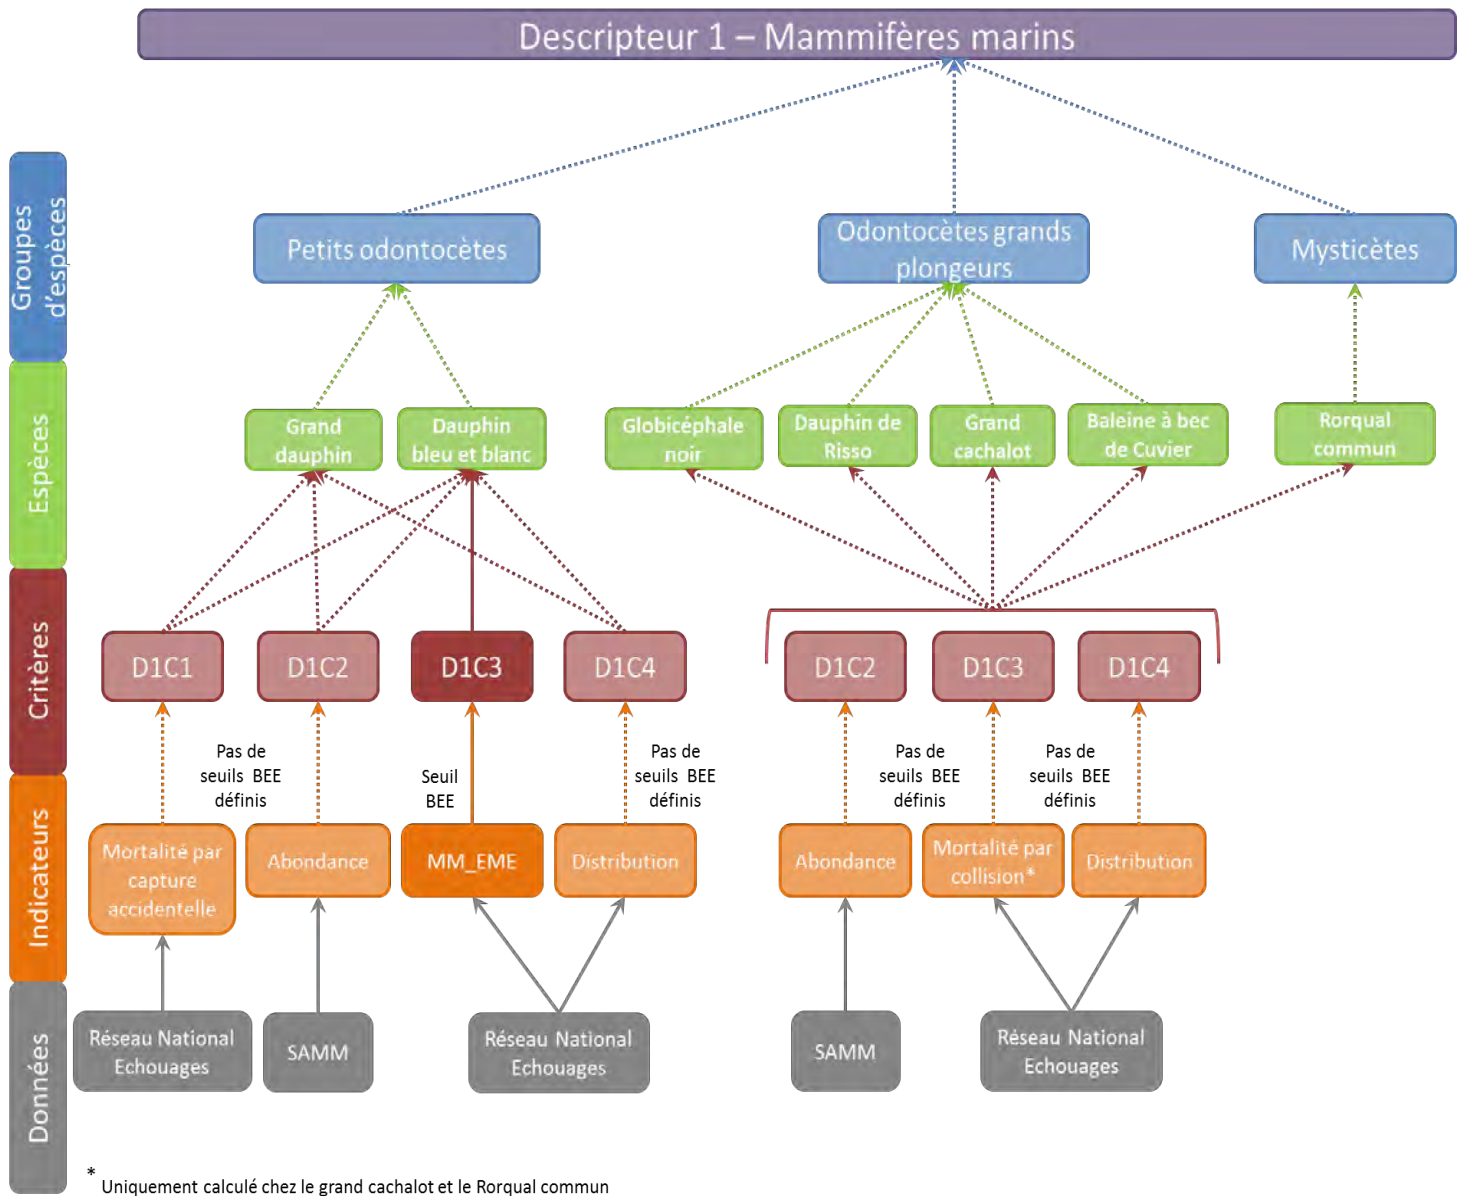 Descripteur 1 – Mammifères marins
Groupes
d'espèces
Petits odontocètes
Odontocètes grands
plongeurs
Mysticètes
Espèces
Grand
dauphin
Dauphin
bleu et blanc
Globicéphale
noir
Dauphin de
Risso
Grand
cachalot
Baleine à bec
de Cuvier
Rorqual
commun
Critères
D1C1
D1C2
D1C3
D1C4
D1C2
D1C3
D1C4
Pas de
seuils BEE
définis
Seuil
BEE
Pas de
seuils BEE
définis
Pas de
seuils BEE
définis
Pas de
seuils BEE
définis
Indicateurs
Mortalité par
capture
accidentelle
Abondance
MM_EME
Distribution
Abondance
Mortalité par
collision*
Distribution
Données
Réseau National
Echouages
SAMM
Réseau National
Echouages
SAMM
Réseau National
Echouages
* Uniquement calculé chez le grand cachalot et le Rorqual commun